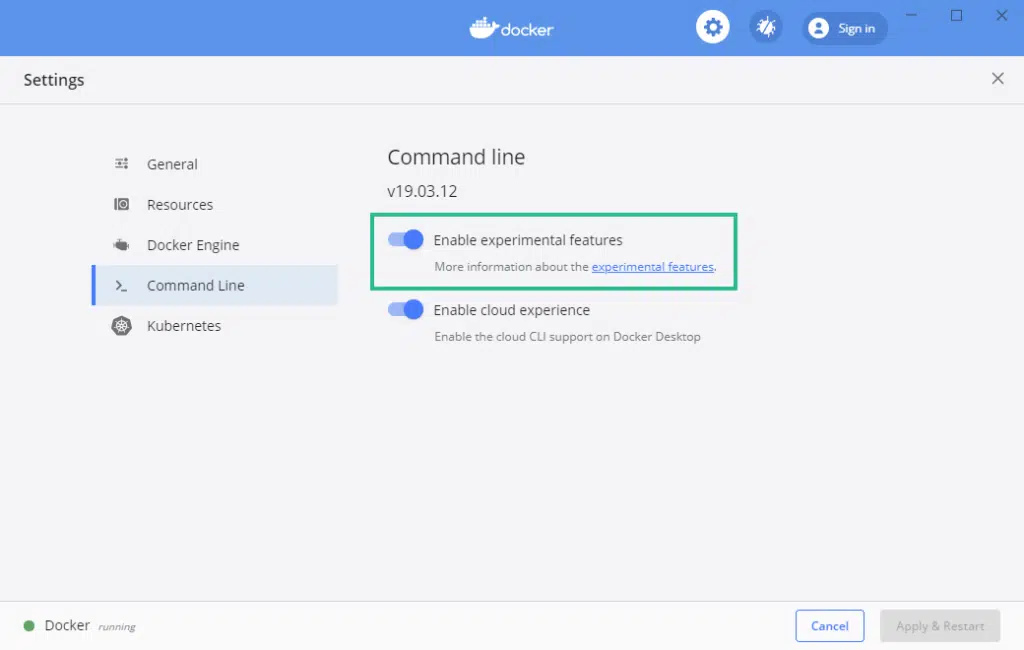 docker
Sign in
Settings
General
Resources
Docker Engine
Command Line
Kubernetes
Command line
v19.03.12
Enable experimental features
More information about the experimental features.
Enable cloud experience
Enable the cloud CLI support on Docker Desktop
Docker running
Cancel
Apply & Restart